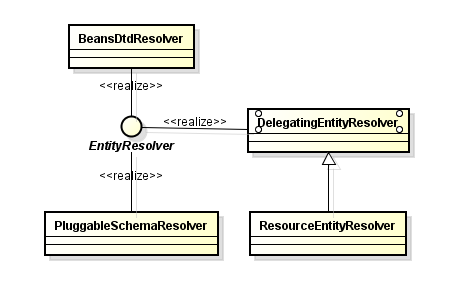 BeansDtdResolver
<<realize>>
<<realize>>
EntityResolver
DelegatingEntityResolver
<<realize>>
PluggableSchemaResolver
ResourceEntityResolver